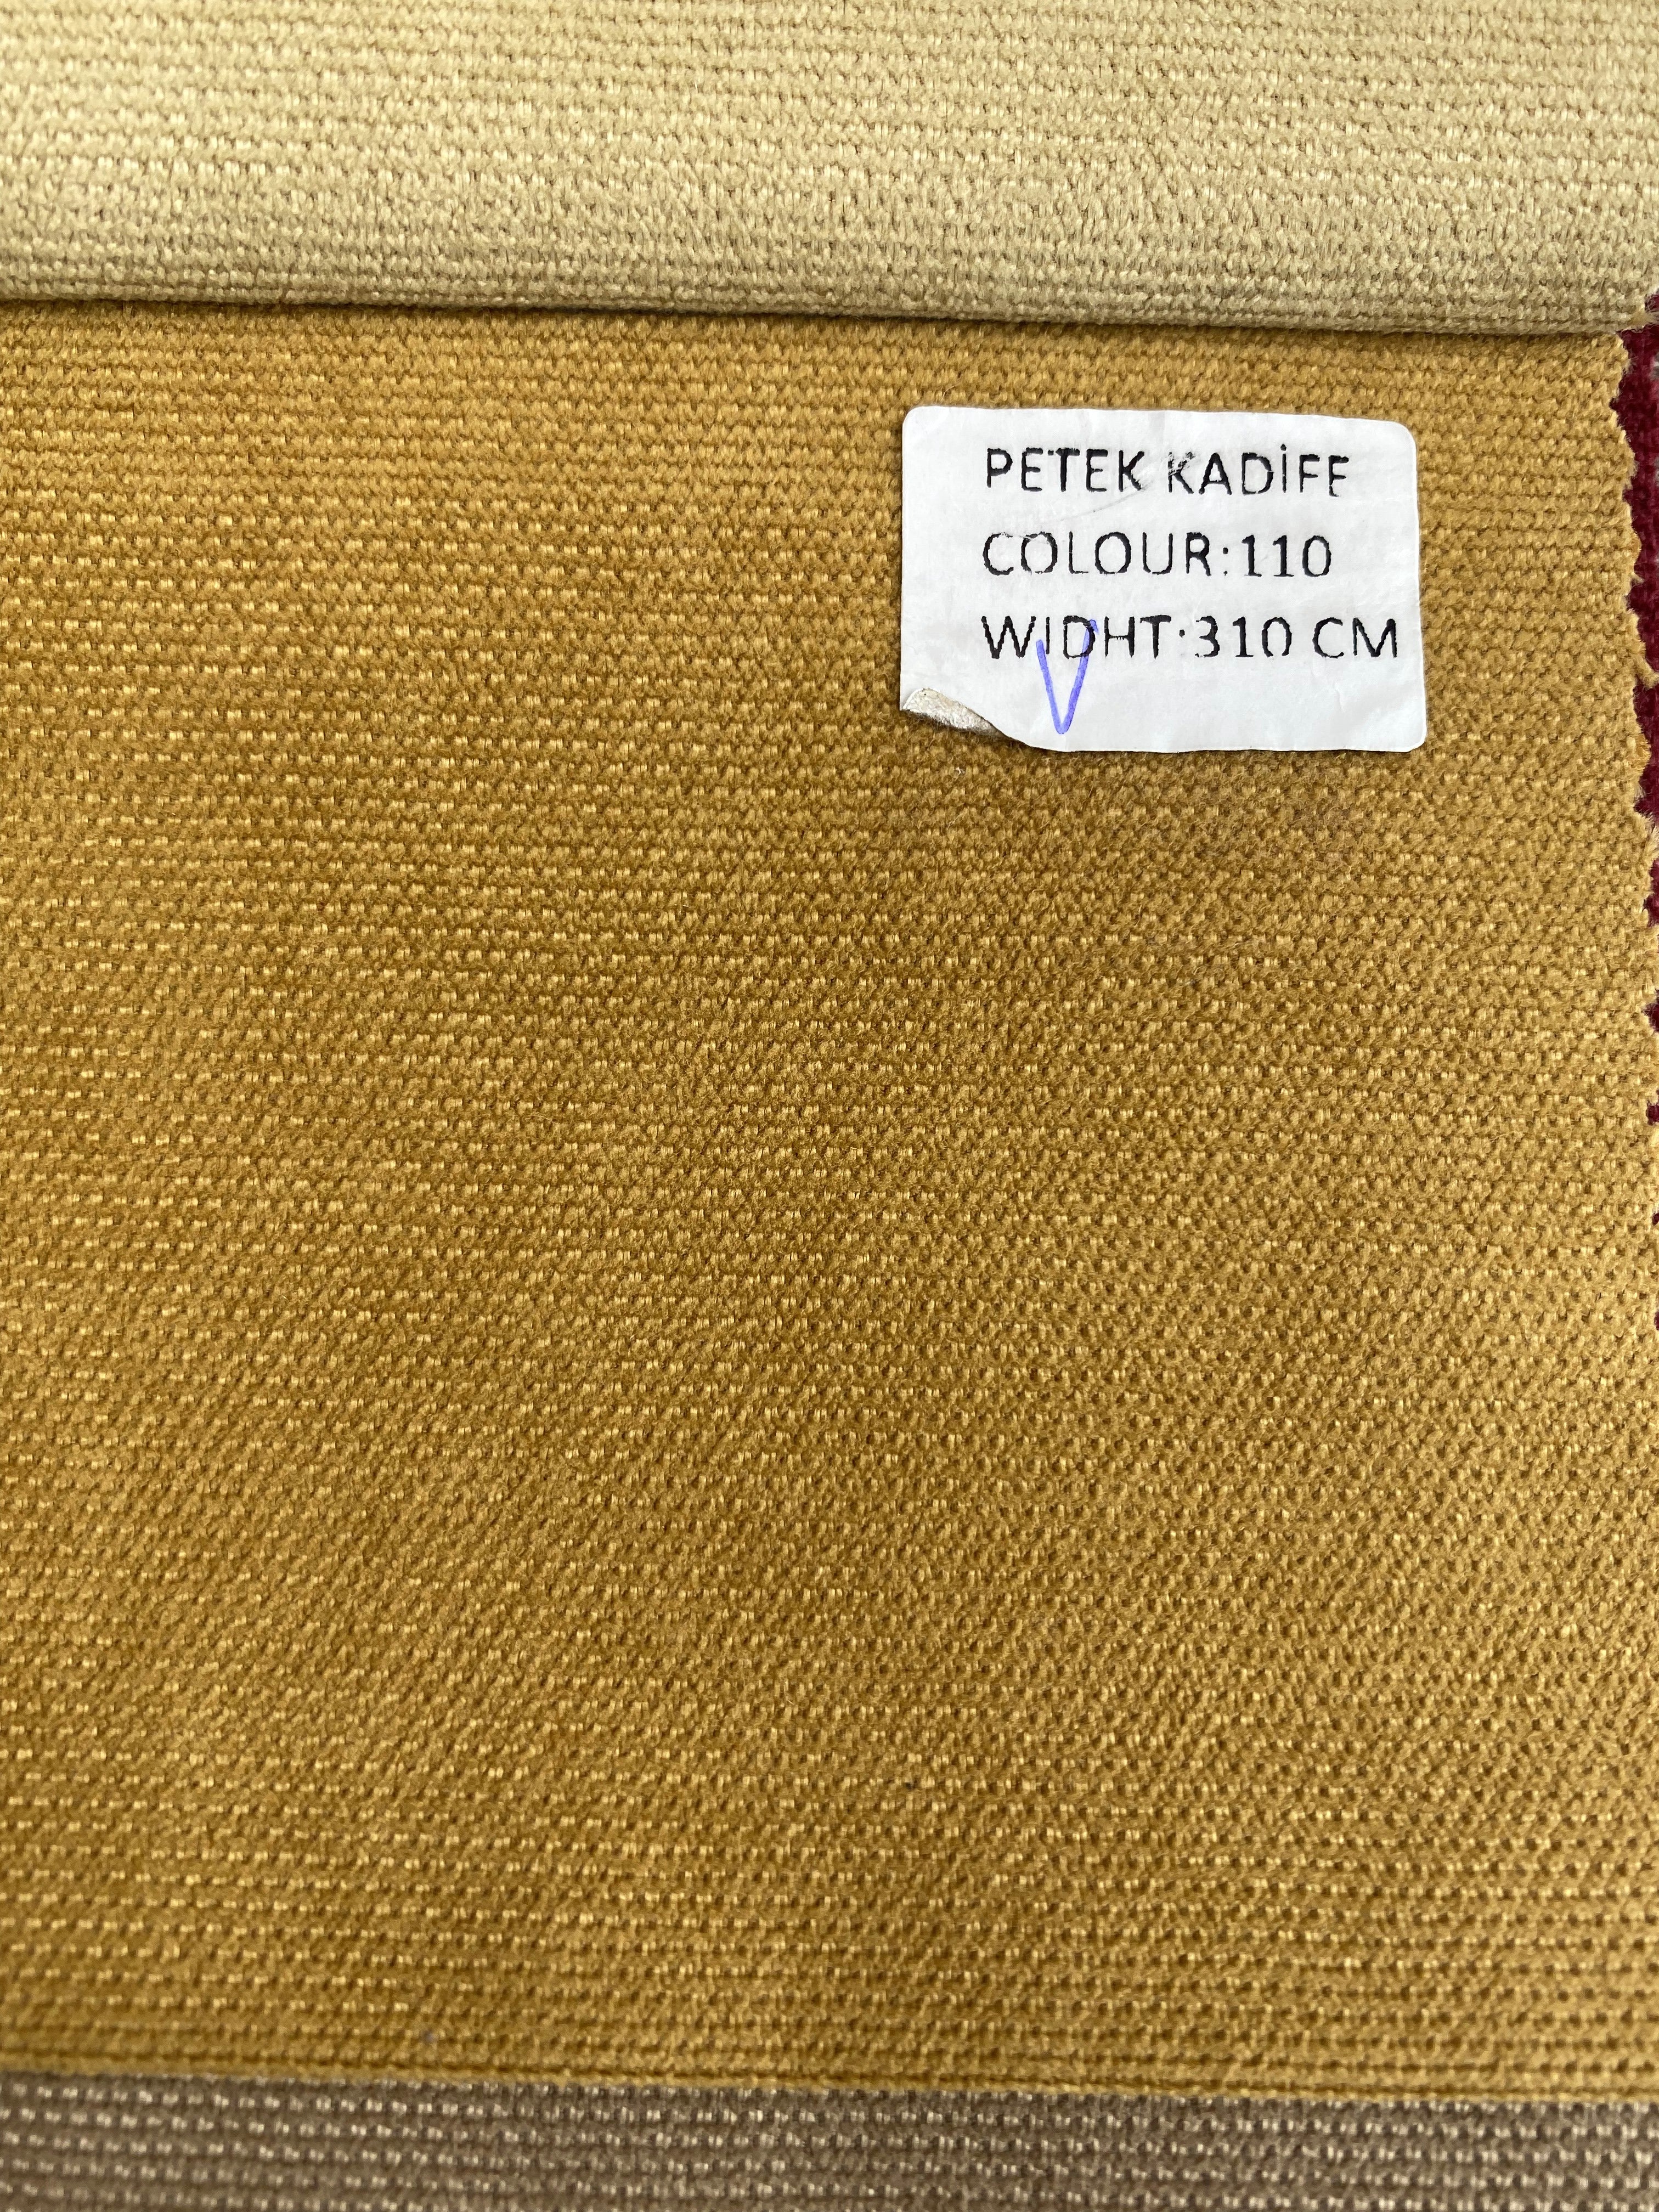 PETEK KADİFE
COLOUR:110
WIDHT:310 CM